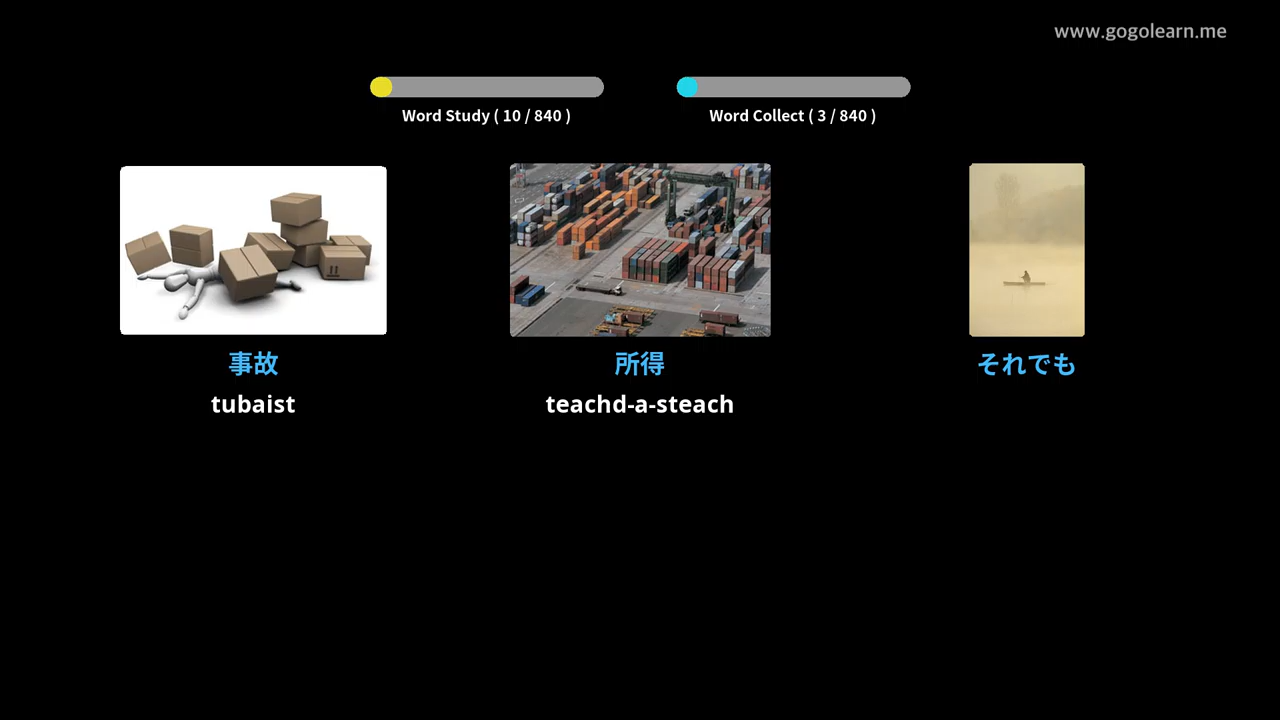 www.gogolearn.me
Word Study ( 10 / 840 )
Word Collect ( 3 / 840 )
事故
所得
それでも
tubaist
teachd-a-steach